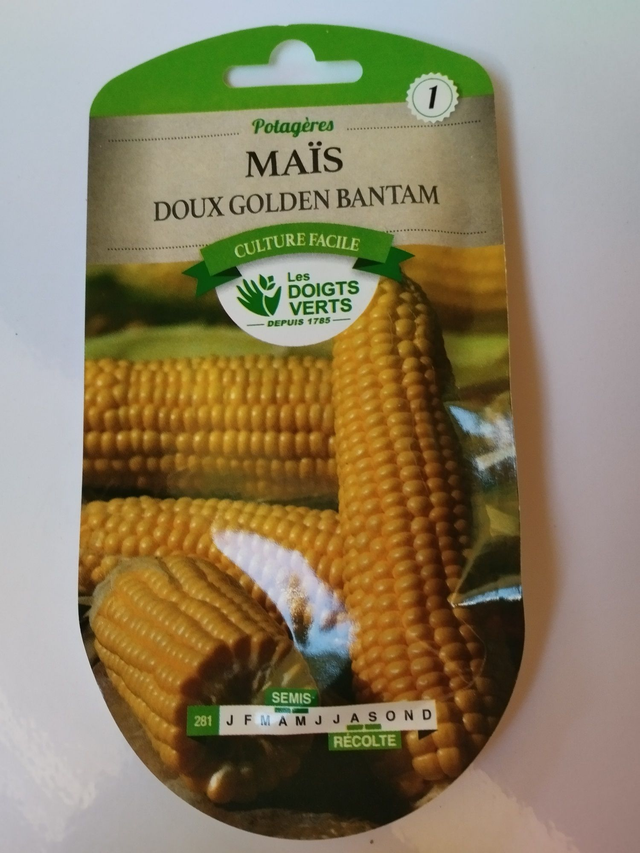 1
Potagères
MAÏS
DOUX GOLDEN BANTAM
CULTURE FACILE
Les
DOIGTS
VERTS
DEPUIS 1785
SEMIS
281 J F M A M J J A S O N D
RÉCOLTE